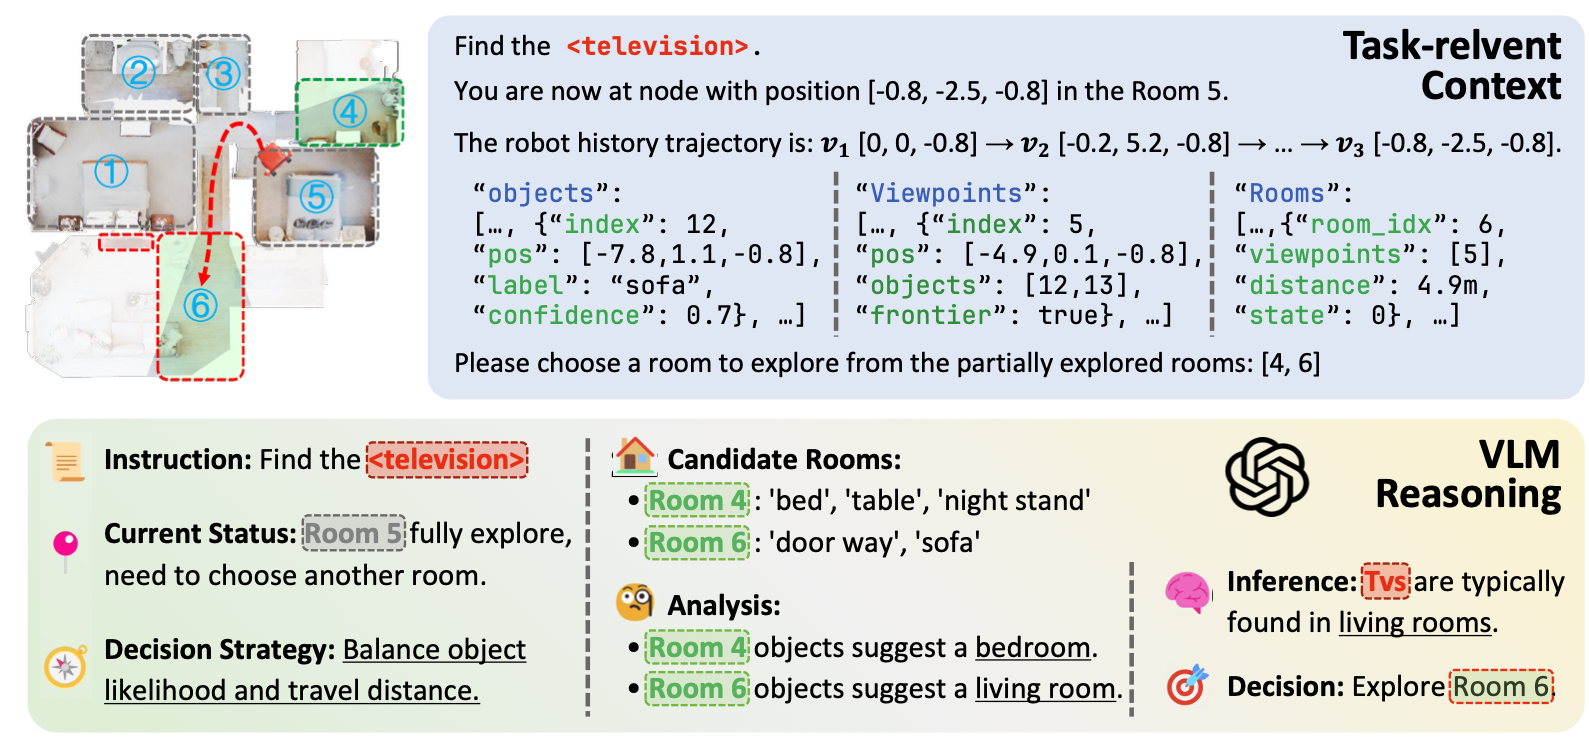 ②
③
④
①
⑤
⑥
Task-relvent
Context
Find the <television>.
You are now at node with position [-0.8, -2.5, -0.8] in the Room 5.
The robot history trajectory is: v₁ [0, 0, -0.8] → v₂ [-0.2, 5.2, -0.8] → ... → v₃ [-0.8, -2.5, -0.8].
“objects”:
[…, {“index”: 12,
“pos”: [-7.8,1.1,-0.8],
“label”: “sofa”,
“confidence”: 0.7}, …]
“Viewpoints”:
[…, {“index”: 5,
“pos”: [-4.9,0.1,-0.8],
“objects”: [12,13],
“frontier”: true}, …]
“Rooms”:
[…,{“room_idx”: 6,
“viewpoints”: [5],
“distance”: 4.9m,
“state”: 0}, …]
Please choose a room to explore from the partially explored rooms: [4, 6]
Instruction: Find the <television>
Current Status: Room 5 fully explore,
need to choose another room.
Decision Strategy: Balance object
likelihood and travel distance.
Candidate Rooms:
• Room 4 : 'bed', 'table', 'night stand'
• Room 6 : 'door way', 'sofa'
Analysis:
• Room 4 objects suggest a bedroom.
• Room 6 objects suggest a living room.
VLM
Reasoning
Inference: Tvs are typically
found in living rooms.
Decision: Explore Room 6.